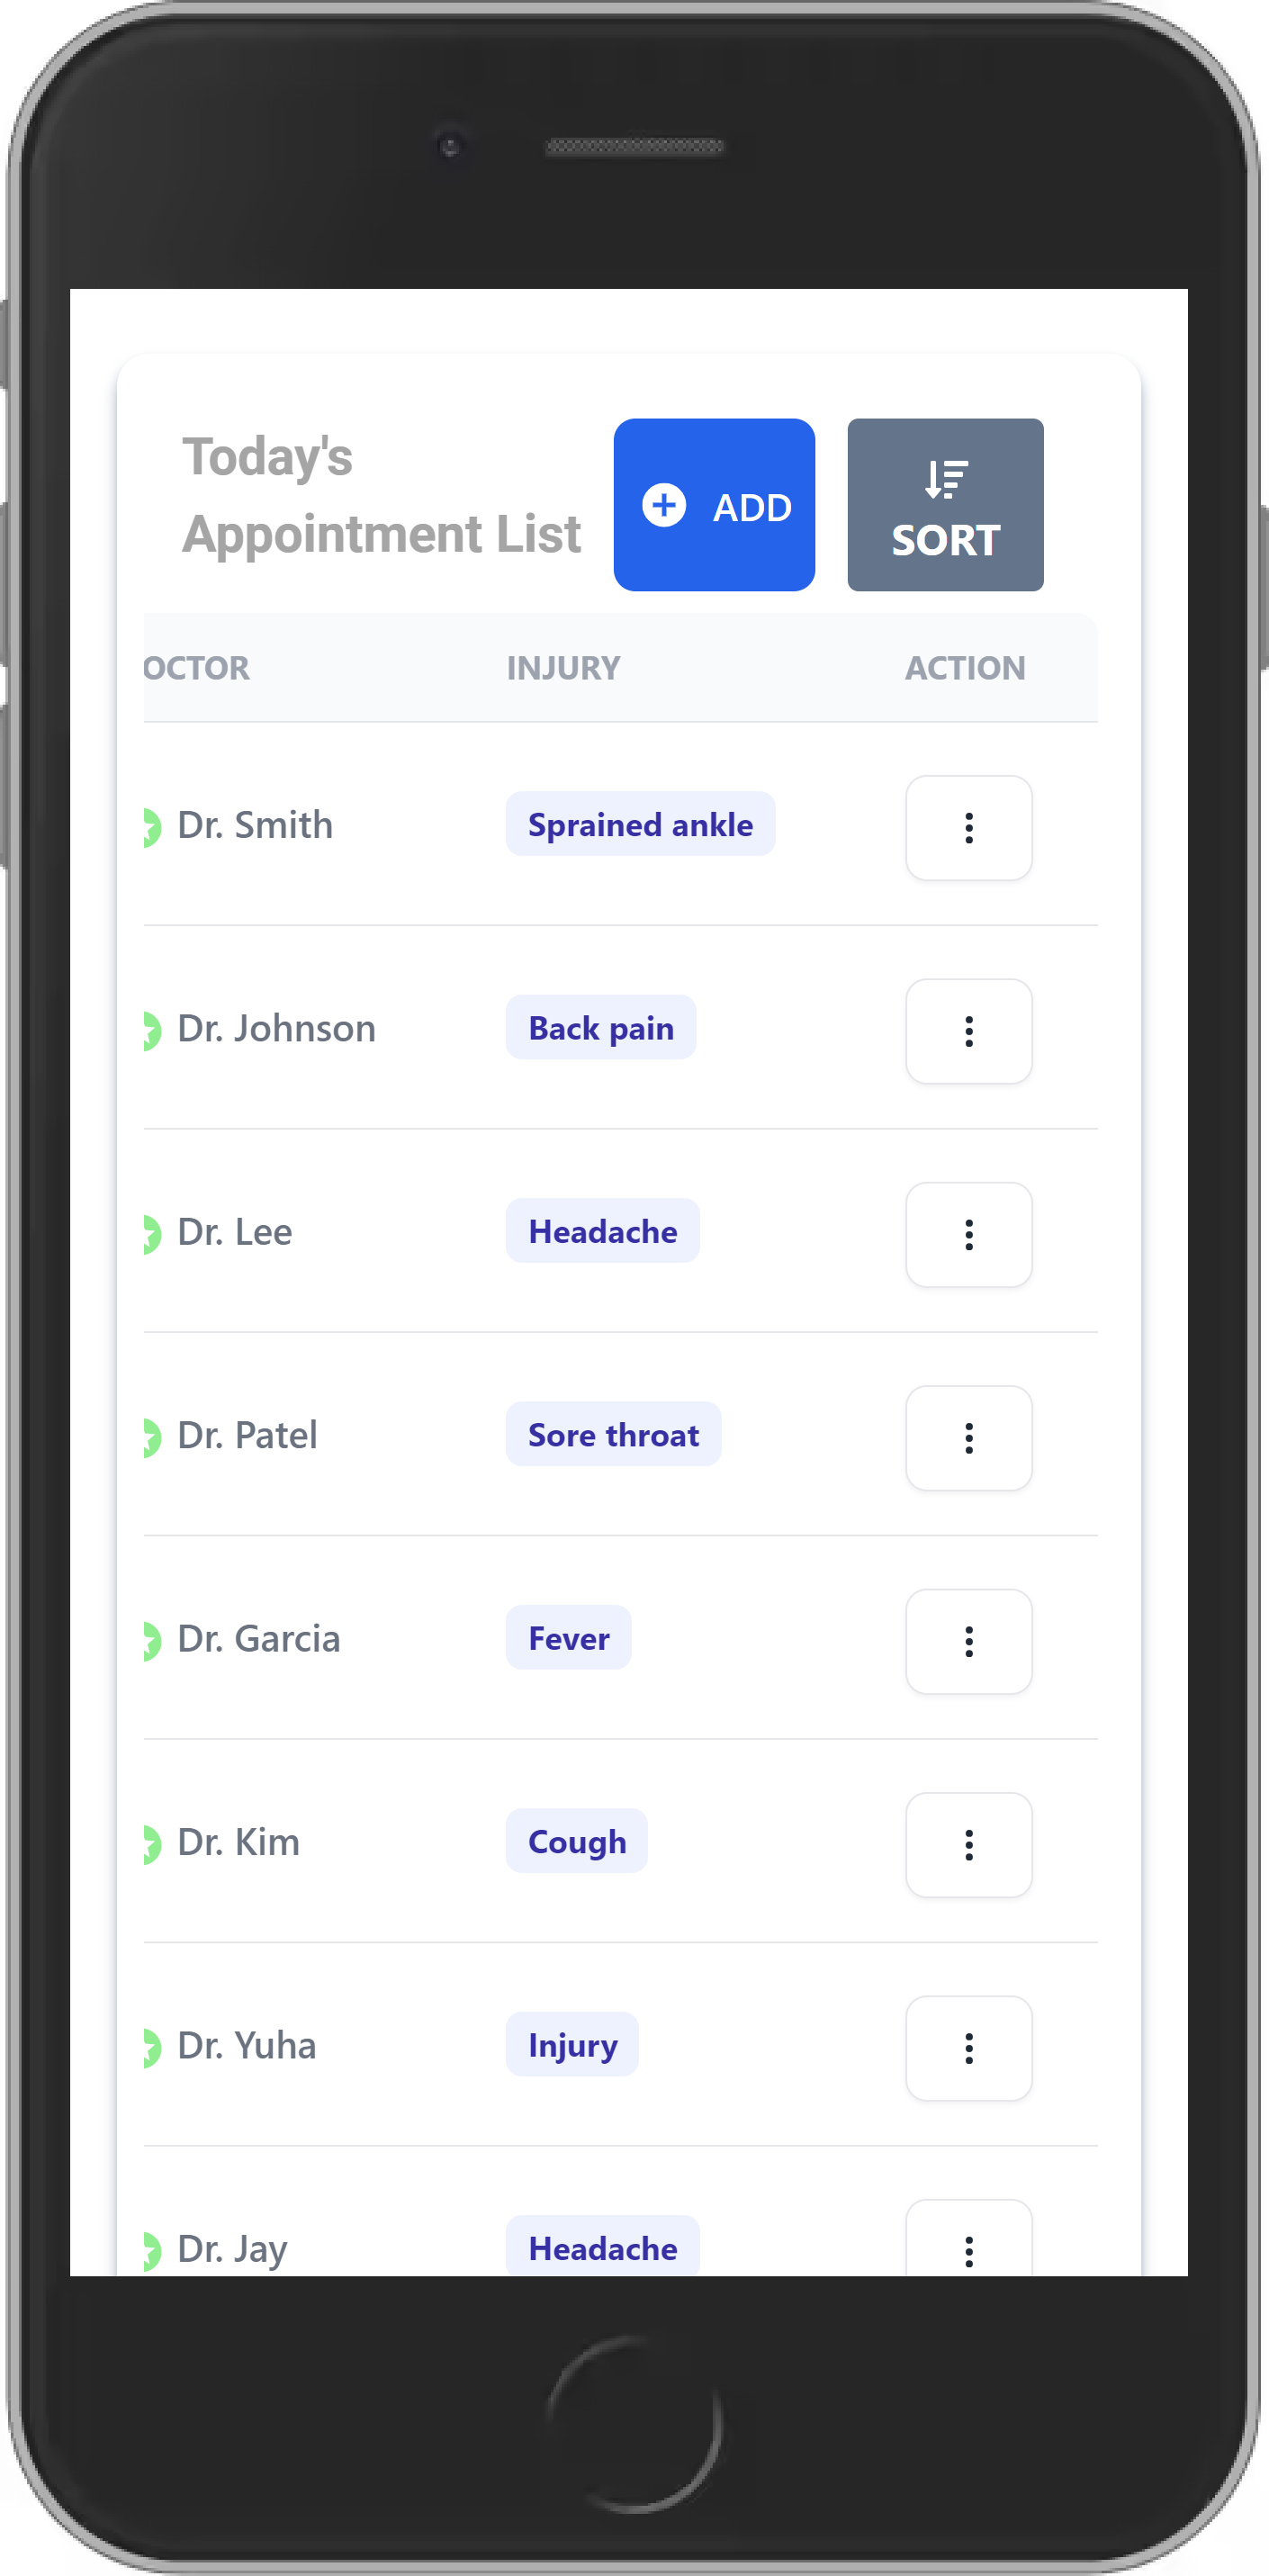 Today's
Appointment List
ADD
SORT
OCTOR INJURY ACTION
Dr. Smith Sprained ankle
Dr. Johnson Back pain
Dr. Lee Headache
Dr. Patel Sore throat
Dr. Garcia Fever
Dr. Kim Cough
Dr. Yuha Injury
Dr. Jay Headache